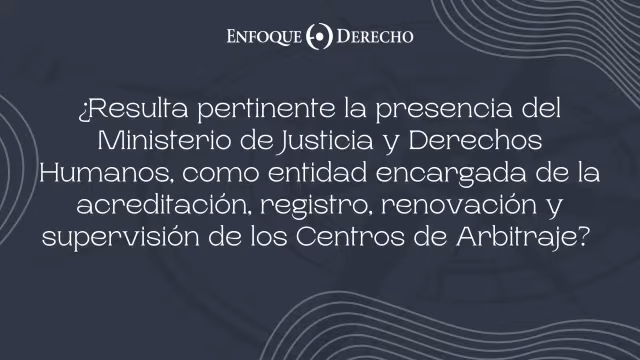 ENFOQUE DERECHO
¿Resulta pertinente la presencia del
Ministerio de Justicia y Derechos
Humanos, como entidad encargada de la
acreditación, registro, renovación y
supervisión de los Centros de Arbitraje?